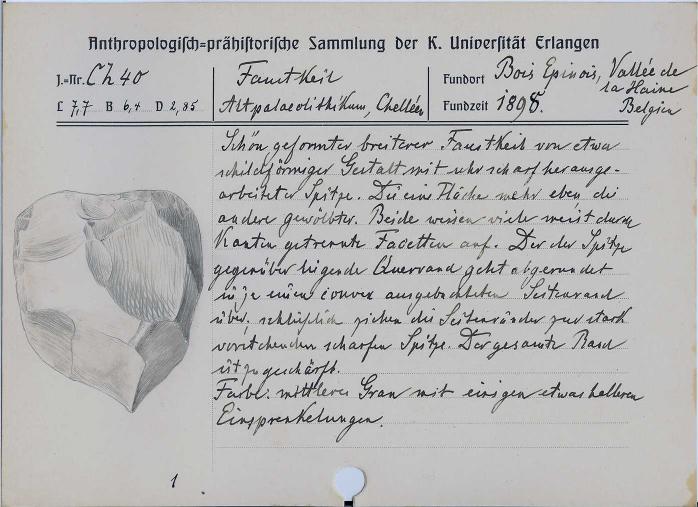 Anthropologisch=prähistorische Sammlung der K. Universität Erlangen
J.=Nr. Ch 40
L 7,7 B 6,4 D 2,85
Faustkeil
Altpalaeolithikum, Chelléen
Fundort Bois Epinois, Vallée de la Haine
Belgien
Fundzeit 1898.
Schön geformter breiterer Faustkeil von etwa
schildförmiger Gestalt mit sehr scharf herausge-
arbeiteter Spitze. Die eine Fläche mehr eben, die
andere gewölbter. Beide weisen viele meist durch
Kanten getrennte Facetten auf. Der der Spitze
gegenüber liegende Querrand geht abgerundet
in je einen convex ausgebuchteten Seitenrand
über. schließlich ziehen die Seitenränder zur stark
vorstehenden scharfen Spitze. Der gesamte Rand
ist zugeschärft.
Farbe: mittleres Grau mit einigen etwas helleren
Einsprenkelungen.
1